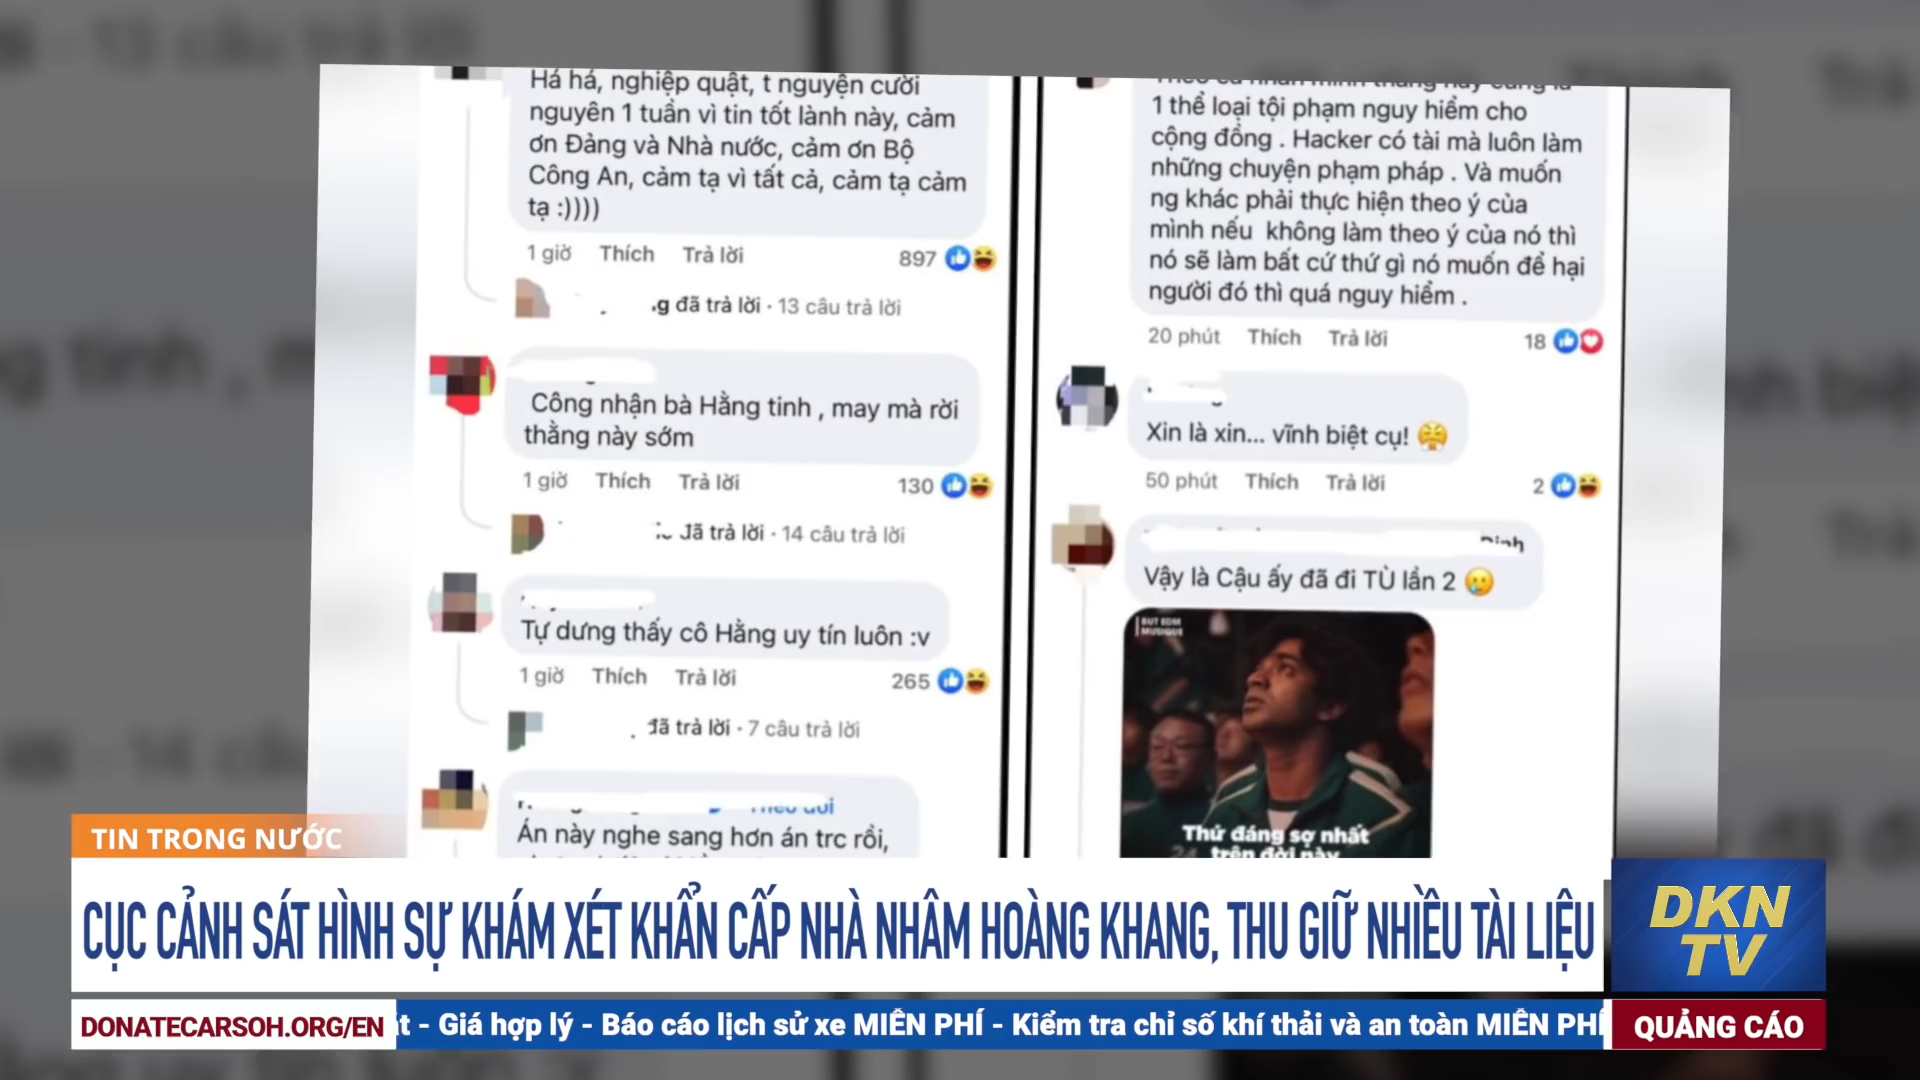 Há há, nghiệp quật, t nguyện cười
nguyên 1 tuần vì tin tốt lành này, cảm
ơn Đảng và Nhà nước, cảm ơn Bộ
Công An, cảm tạ vì tất cả, cảm tạ cảm
tạ :))))
1 giờ Thích Trả lời 897
g đã trả lời · 13 câu trả lời
Công nhận bà Hằng tinh , may mà rời
thằng này sớm
1 giờ Thích Trả lời 130
đã trả lời · 14 câu trả lời
Tự dưng thấy cô Hằng uy tín luôn :v
1 giờ Thích Trả lời 265
đã trả lời · 7 câu trả lời
Theo dõi
Án này nghe sang hơn án trc rồi,
1 thể loại tội phạm nguy hiểm cho
cộng đồng . Hacker có tài mà luôn làm
những chuyện phạm pháp . Và muốn
ng khác phải thực hiện theo ý của
mình nếu không làm theo ý của nó thì
nó sẽ làm bất cứ thứ gì nó muốn để hại
người đó thì quá nguy hiểm .
20 phút Thích Trả lời 18
Xin là xin... vĩnh biệt cụ!
50 phút Thích Trả lời 2
Vậy là Cậu ấy đã đi TÙ lần 2
BUT EDM
MUSIQUE
Thứ đáng sợ nhất
trên đời này
TIN TRONG NƯỚC
CỤC CẢNH SÁT HÌNH SỰ KHÁM XÉT KHẨN CẤP NHÀ NHÂM HOÀNG KHANG, THU GIỮ NHIỀU TÀI LIỆU
DKN
TV
DONATECARSOH.ORG/EN
- Giá hợp lý - Báo cáo lịch sử xe MIỄN PHÍ - Kiểm tra chỉ số khí thải và an toàn MIỄN PHÍ
QUẢNG CÁO